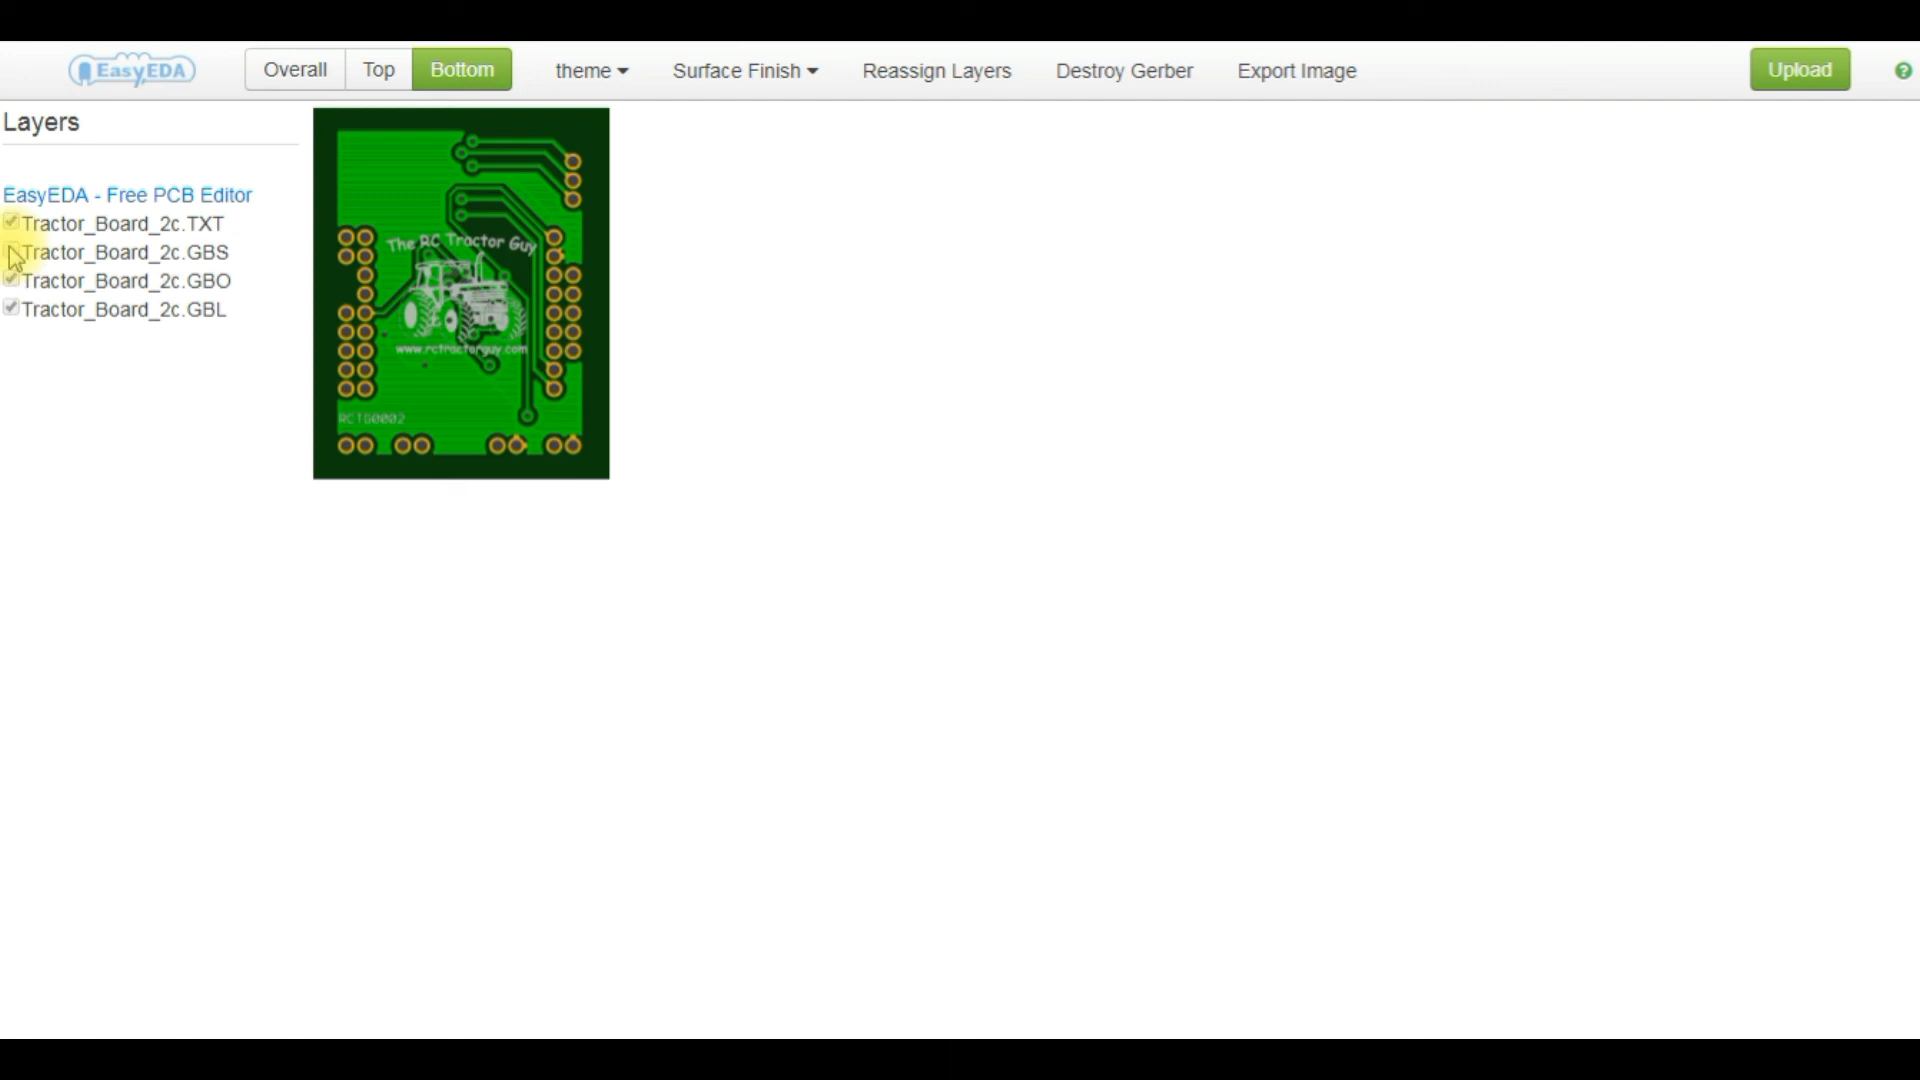 EasyEDA
Overall
Top
Bottom
theme
Surface Finish
Reassign Layers
Destroy Gerber
Export Image
Upload
?
Layers
EasyEDA - Free PCB Editor
Tractor_Board_2c.TXT
Tractor_Board_2c.GBS
Tractor_Board_2c.GBO
Tractor_Board_2c.GBL
The RC Tractor Guy
www.rctractorguy.com
RCTG0002